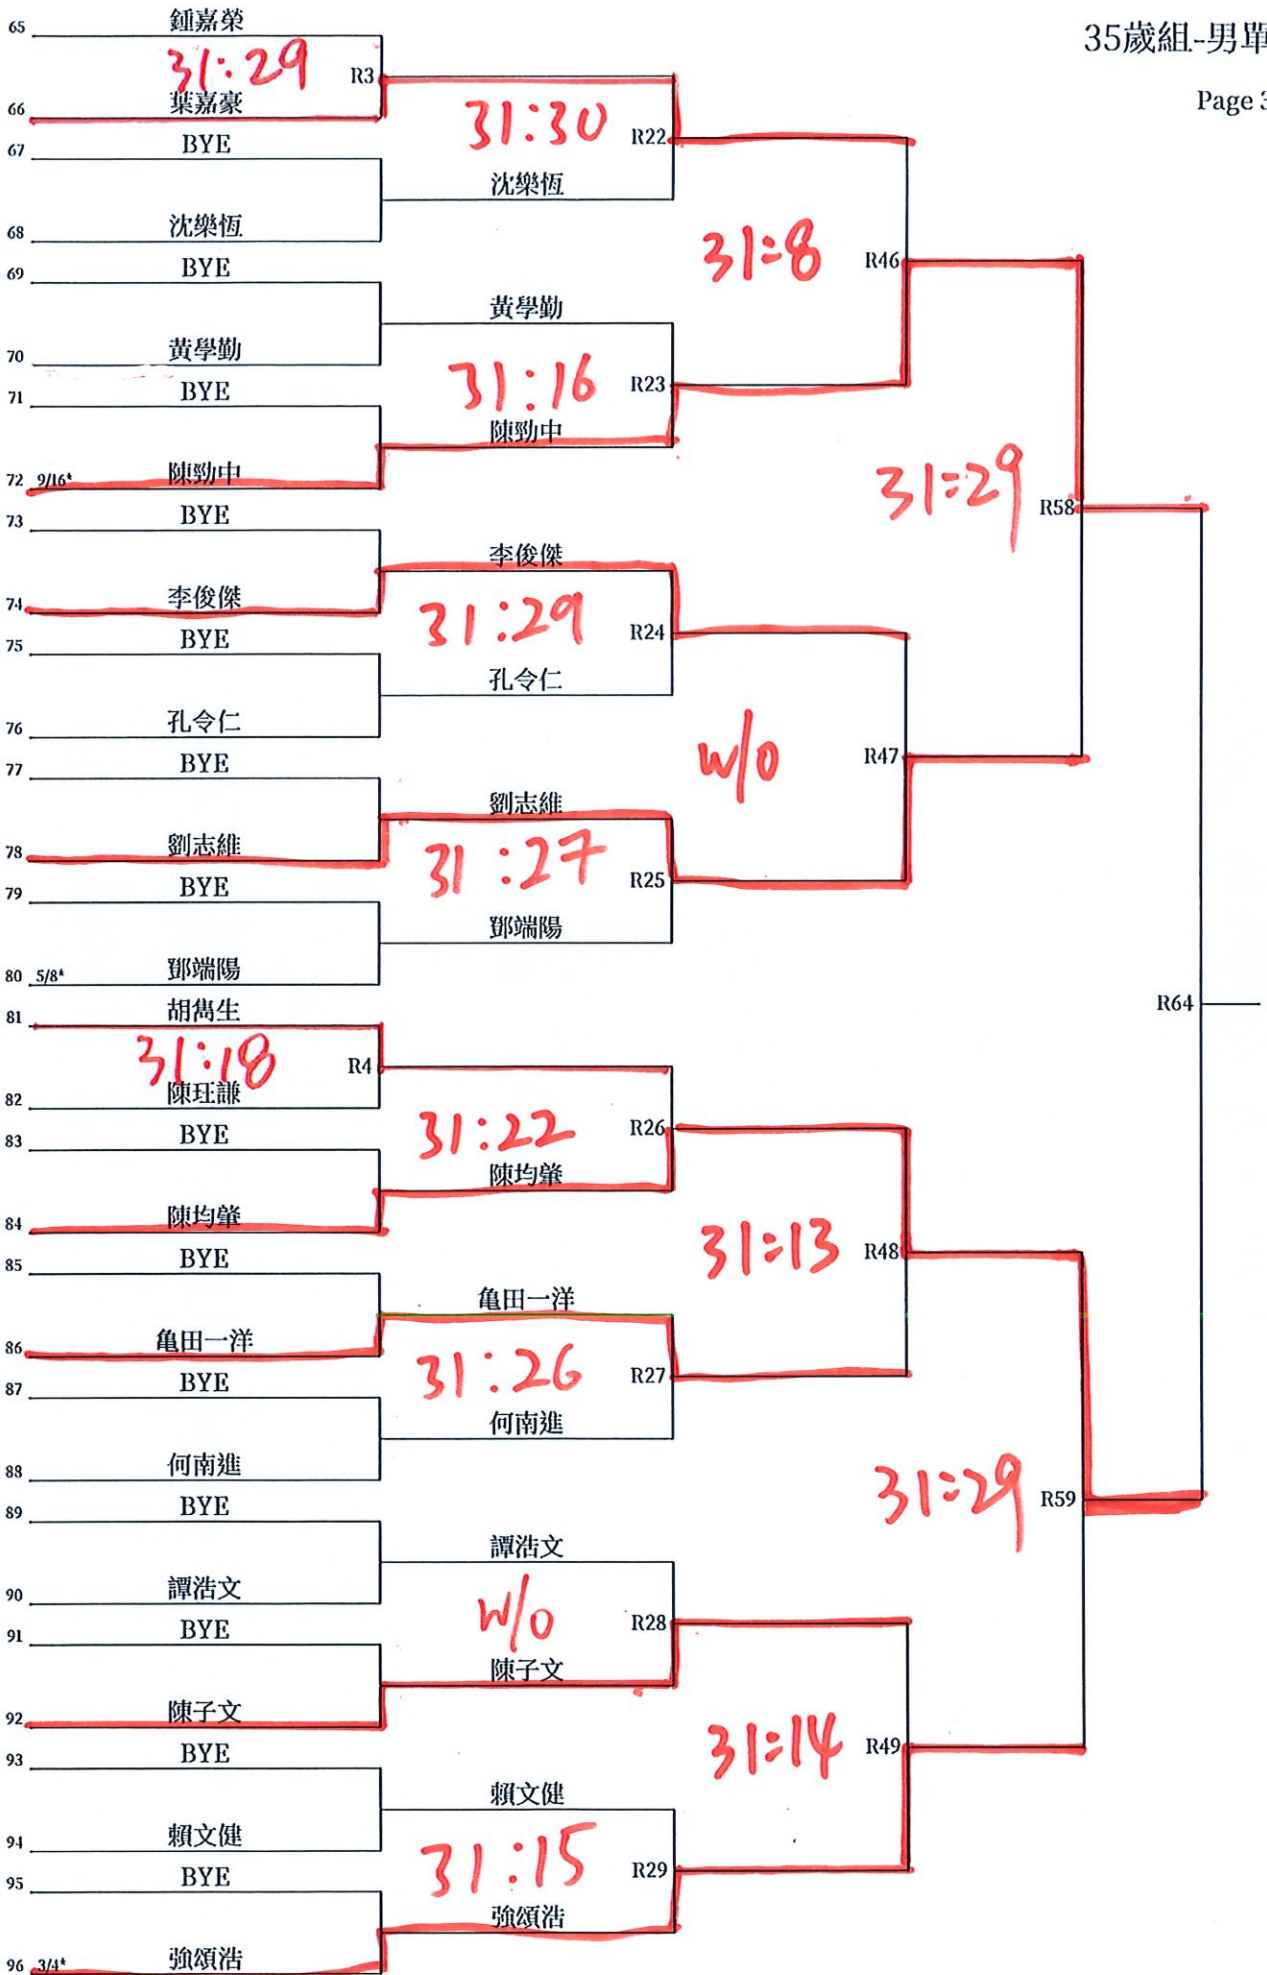 35歲組-男單
Page 3
65 鍾嘉榮
31:29 R3
66 葉嘉豪
31:30 R22
67 BYE
沈樂恆
68 沈樂恆
31:8 R46
69 BYE
黃學勤
70 黃學勤
31:16 R23
71 BYE
陳勁中
72 9/16* 陳勁中
31:29 R58
73 BYE
李俊傑
74 李俊傑
31:29 R24
75 BYE
孔令仁
76 孔令仁
W/O R47
77 BYE
劉志維
78 劉志維
31:27 R25
79 BYE
鄧端陽
80 5/8* 鄧端陽
R64
81 胡雋生
31:18 R4
82 陳玨謙
31:22 R26
83 BYE
陳均肇
84 陳均肇
31:13 R48
85 BYE
亀田一洋
86 亀田一洋
31:26 R27
87 BYE
何南進
88 何南進
31:29 R59
89 BYE
譚浩文
90 譚浩文
W/O R28
91 BYE
陳子文
92 陳子文
31:14 R49
93 BYE
賴文健
94 賴文健
31:15 R29
95 BYE
強頌浩
96 3/4* 強頌浩